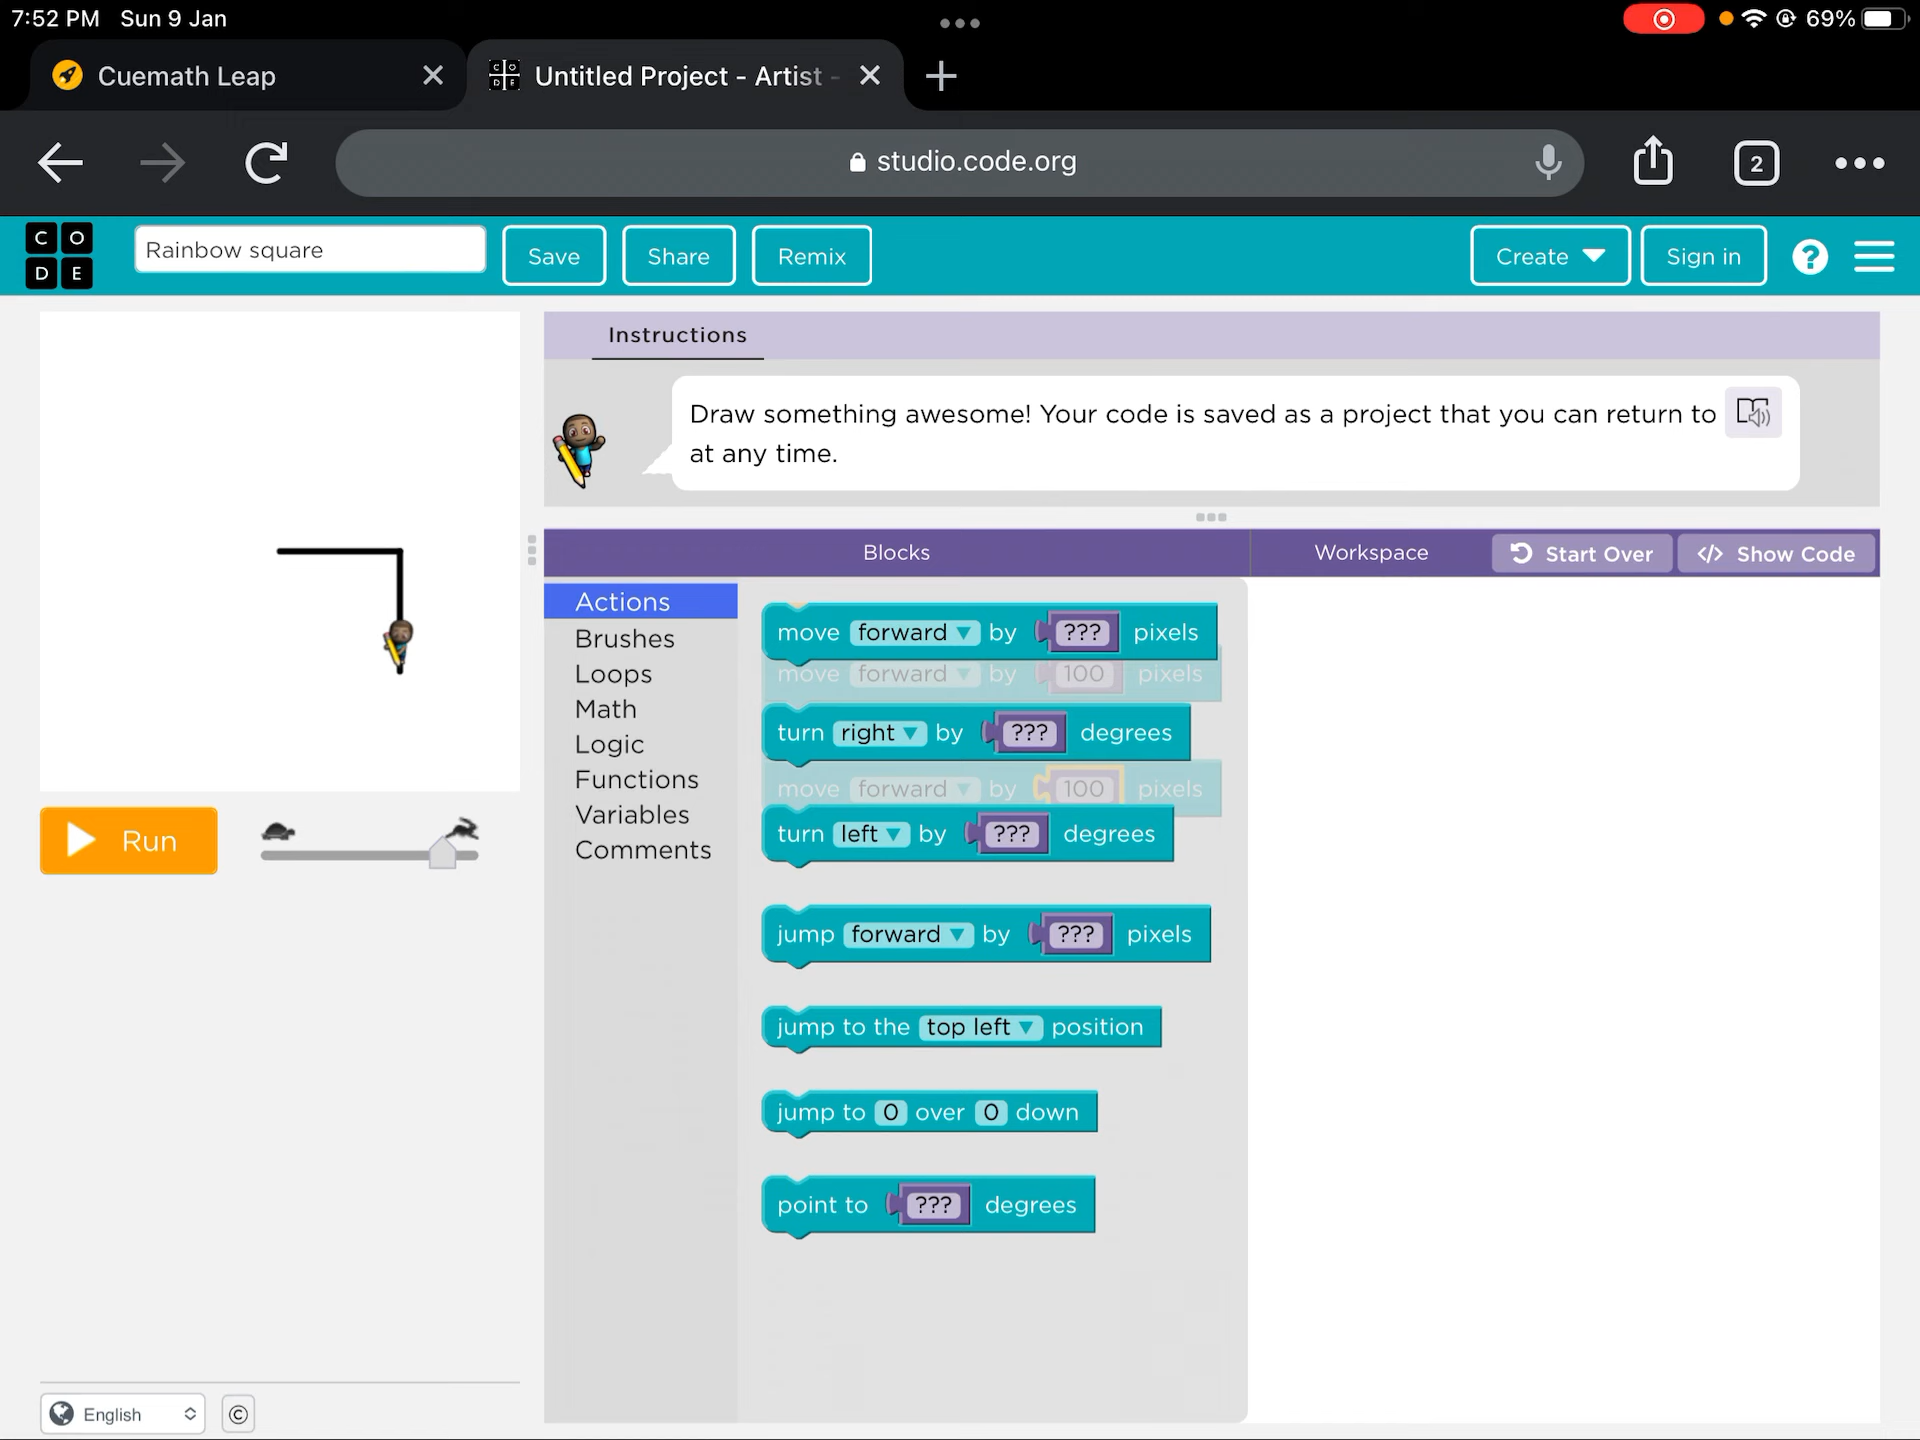 7:52 PM Sun 9 Jan
69%
Cuemath Leap
Untitled Project - Artist -
studio.code.org
2
C O
D E
Rainbow square
Save
Share
Remix
Create
Sign in
?
Instructions
Draw something awesome! Your code is saved as a project that you can return to
at any time.
Blocks
Workspace
Start Over
</> Show Code
Actions
Brushes
Loops
Math
Logic
Functions
Variables
Comments
move forward by ??? pixels
move forward by 100 pixels
turn right by ??? degrees
move forward by 100 pixels
turn left by ??? degrees
jump forward by ??? pixels
jump to the top left position
jump to 0 over 0 down
point to ??? degrees
Run
English
©